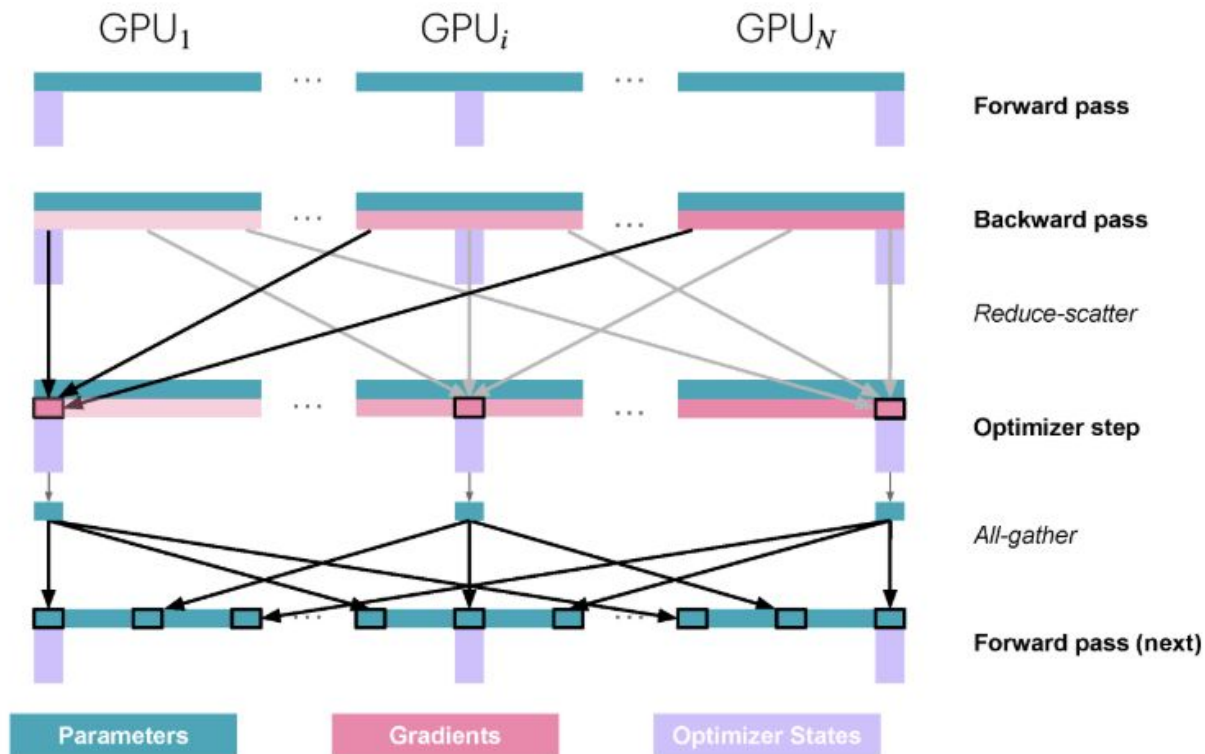 GPU₁ GPUᵢ GPU_N
... ...
Forward pass
... ...
Backward pass
Reduce-scatter
... ...
Optimizer step
All-gather
... ...
Forward pass (next)
Parameters Gradients Optimizer States